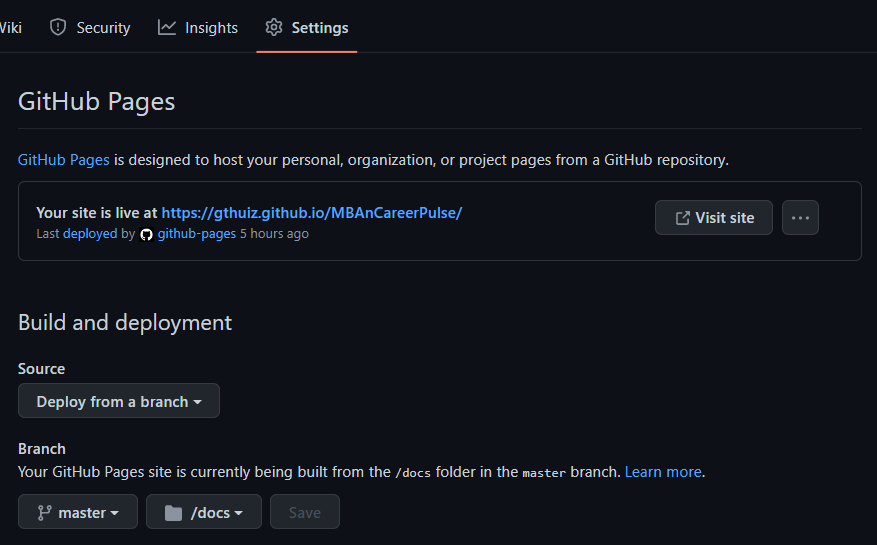 Wiki Security Insights Settings
GitHub Pages
GitHub Pages is designed to host your personal, organization, or project pages from a GitHub repository.
Your site is live at https://gthuiz.github.io/MBAnCareerPulse/
Visit site
Last deployed by github-pages 5 hours ago
Build and deployment
Source
Deploy from a branch
Branch
Your GitHub Pages site is currently being built from the /docs folder in the master branch. Learn more.
master /docs Save